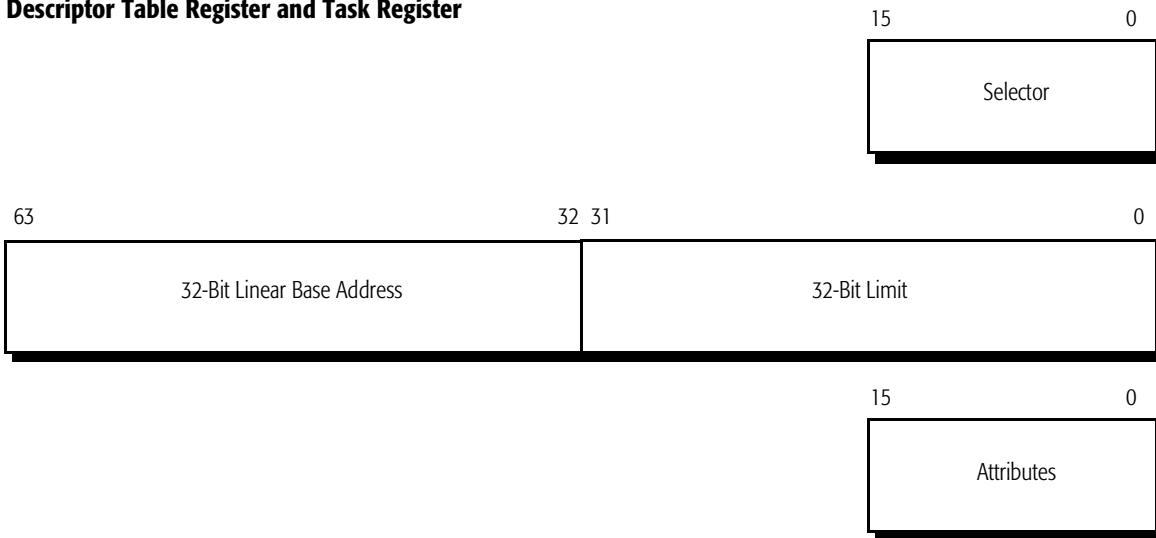 Descriptor Table Register and Task Register
15 0
Selector
63 32 31 0
32-Bit Linear Base Address 32-Bit Limit
15 0
Attributes